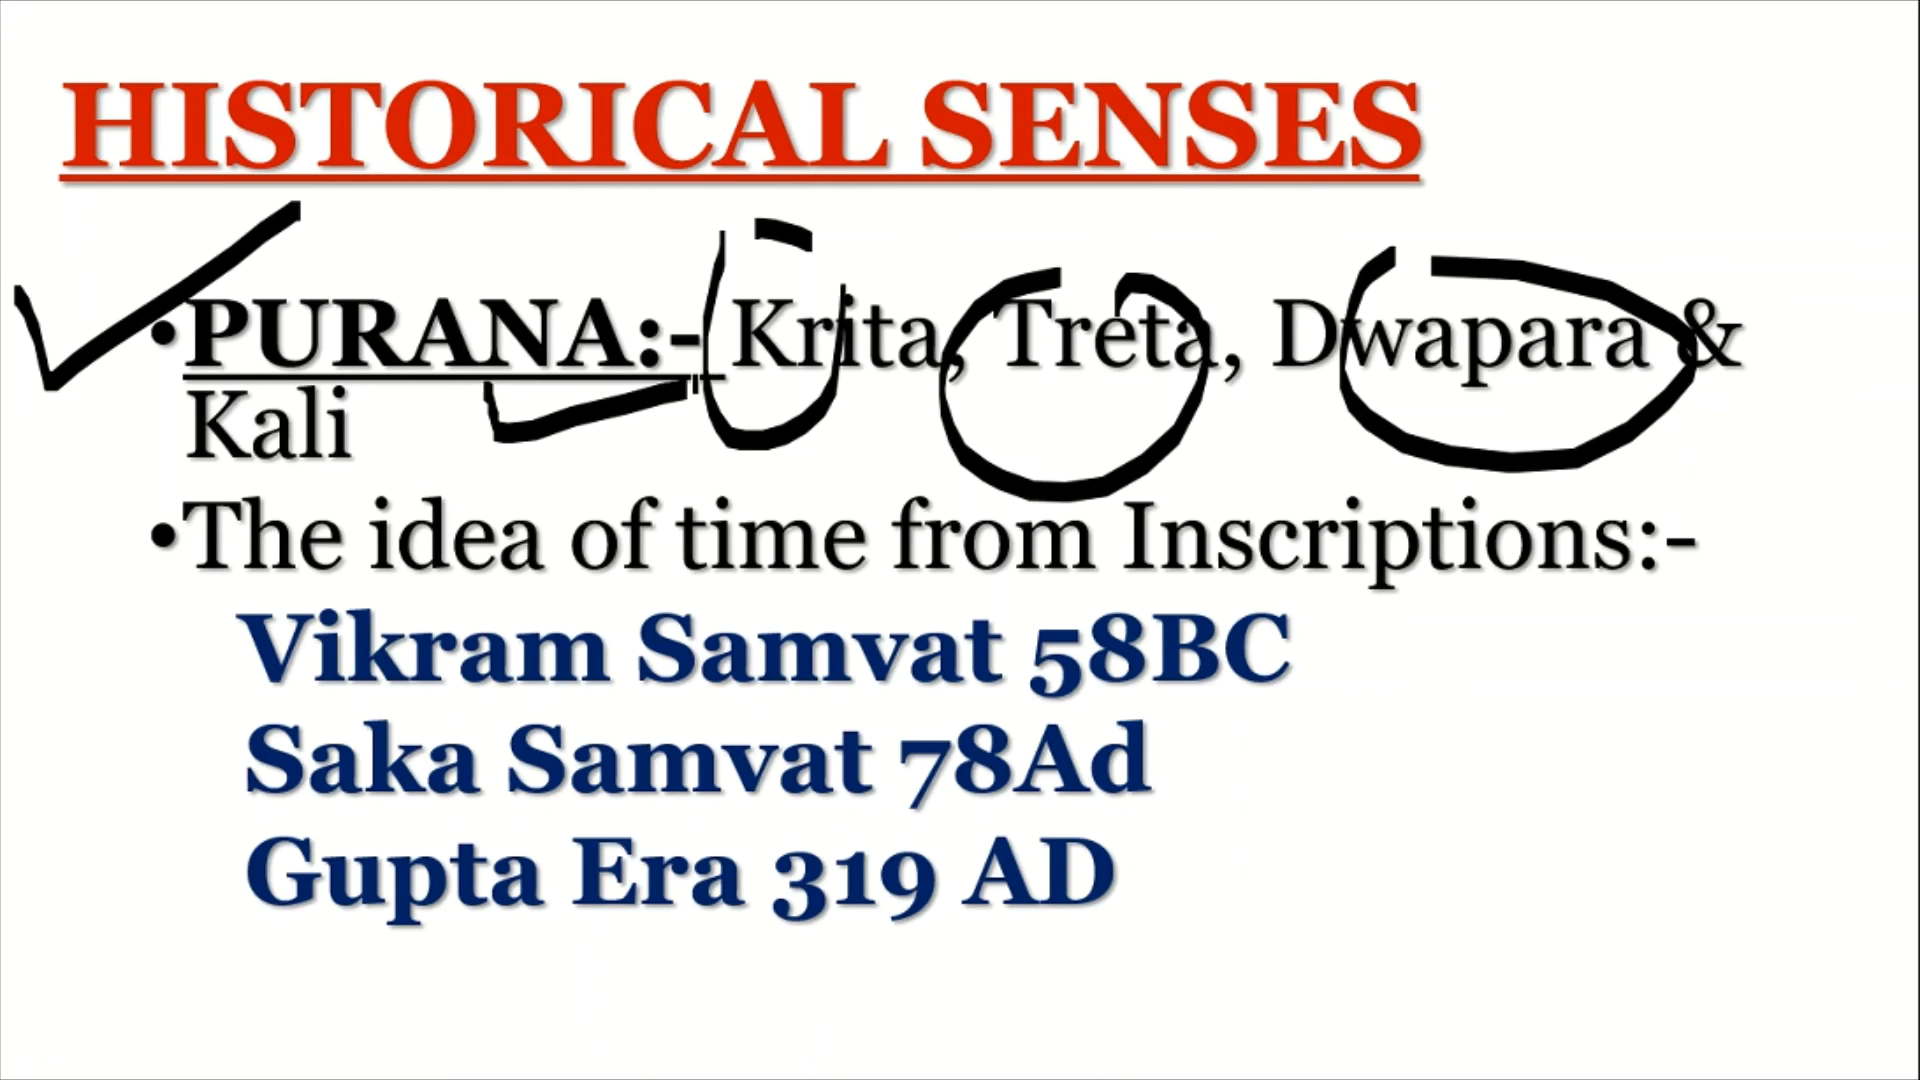 HISTORICAL SENSES
•PURANA:- Krita, Treta, Dwapara &
Kali
•The idea of time from Inscriptions:-
Vikram Samvat 58BC
Saka Samvat 78Ad
Gupta Era 319 AD